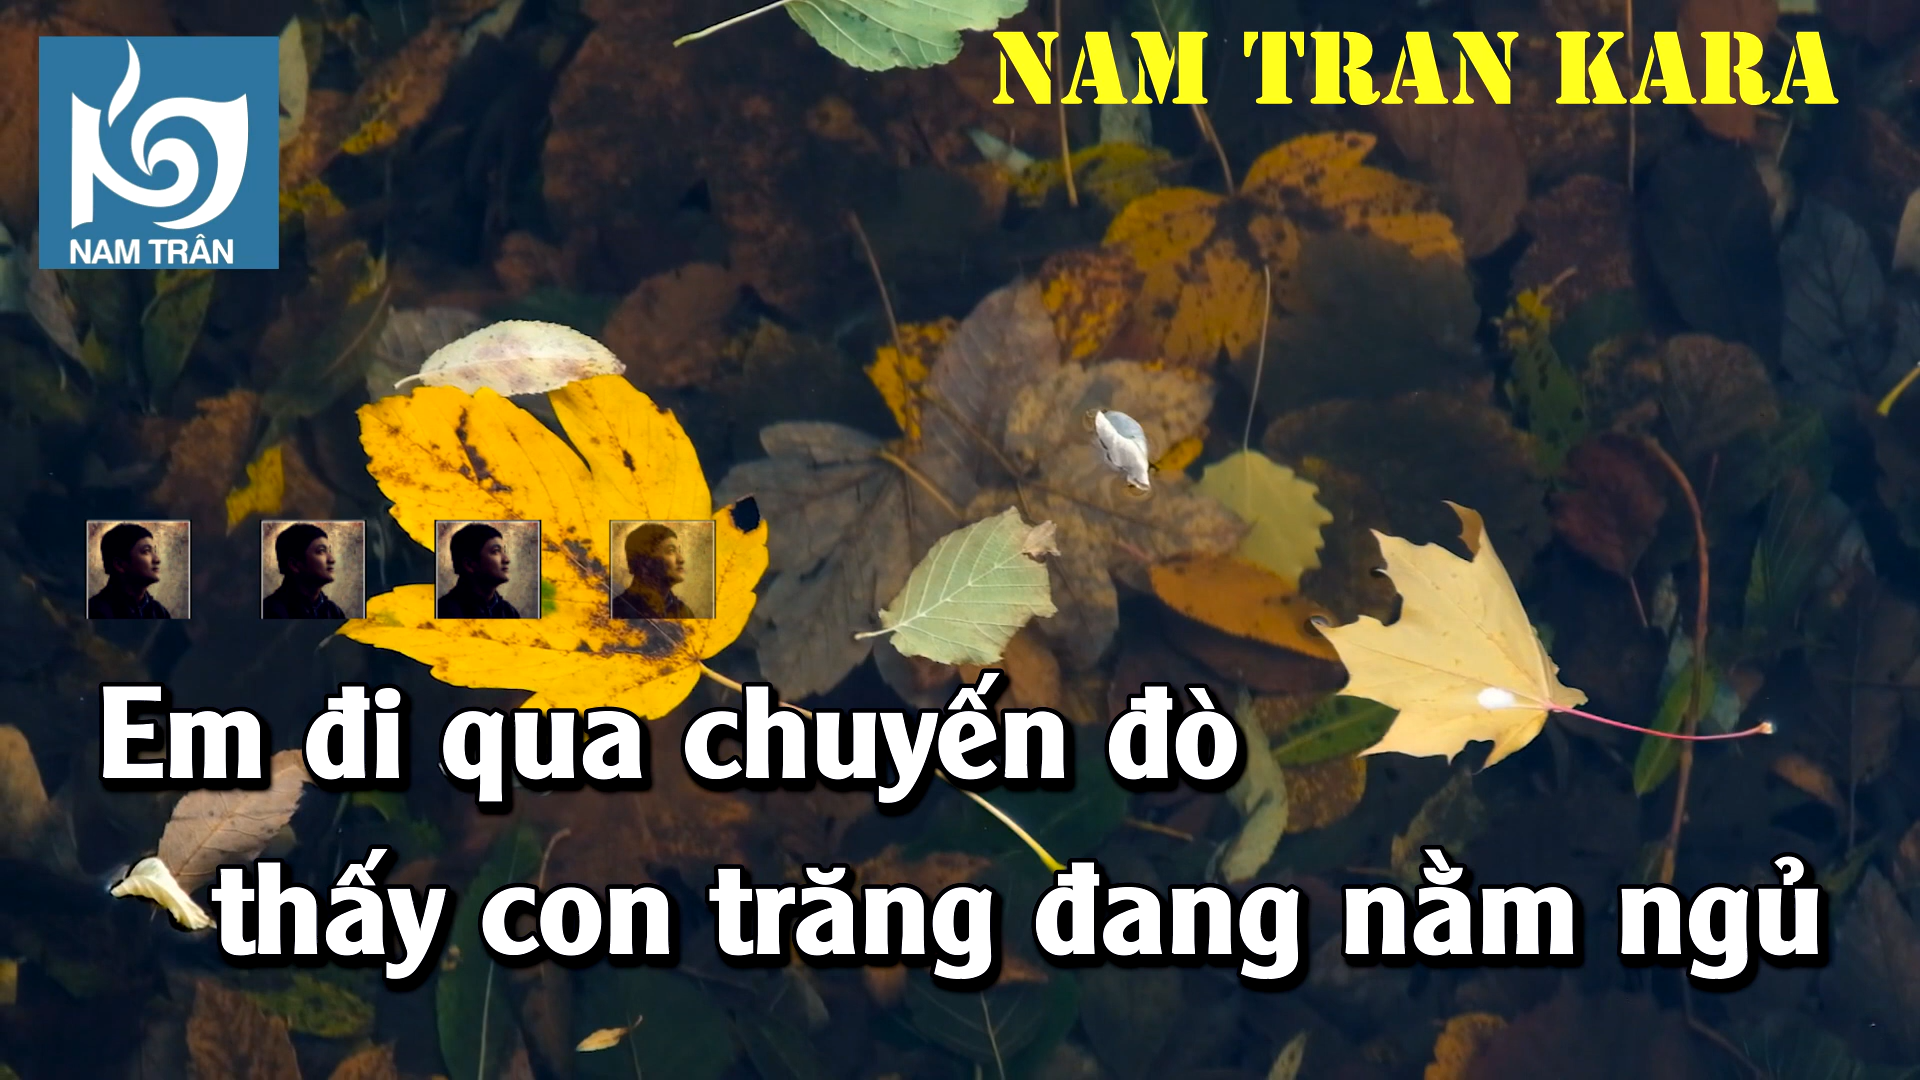 NAM TRAN KARA
NAM TRÂN
Em đi qua chuyến đò
thấy con trăng đang nằm ngủ